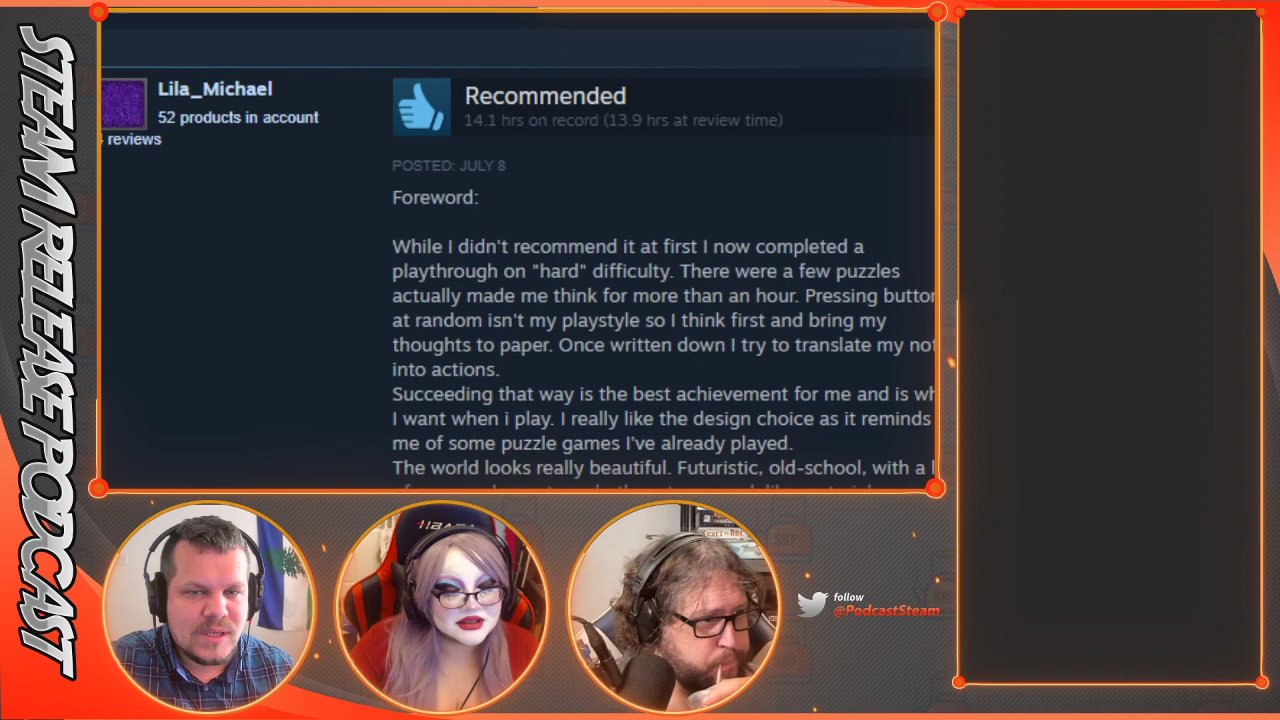 STEAM RELEASE PODCAST
Lila_Michael
52 products in account
reviews
Recommended
14.1 hrs on record (13.9 hrs at review time)
POSTED: JULY 8
Foreword:
While I didn't recommend it at first I now completed a
playthrough on "hard" difficulty. There were a few puzzles
actually made me think for more than an hour. Pressing button
at random isn't my playstyle so I think first and bring my
thoughts to paper. Once written down I try to translate my not
into actions.
Succeeding that way is the best achievement for me and is wh
I want when i play. I really like the design choice as it reminds
me of some puzzle games I've already played.
The world looks really beautiful. Futuristic, old-school, with a l
TICKET TO RIDE
follow
@PodcastSteam